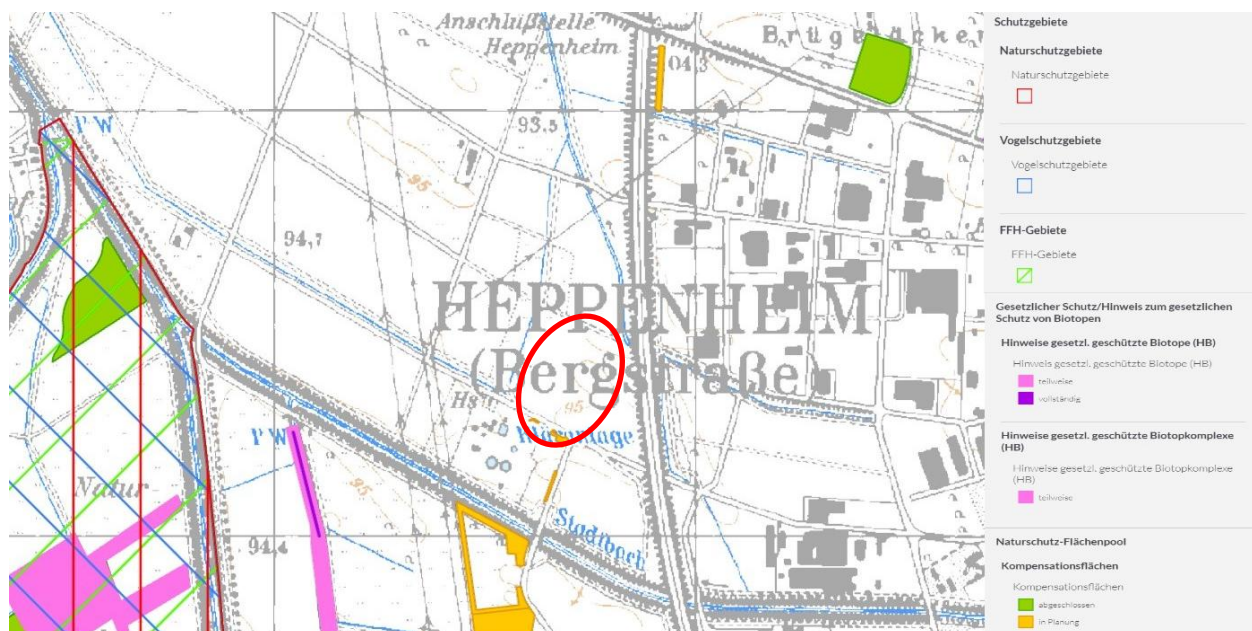 Anschlußstelle
Heppenheim
04,3
93.5
PW
95
94,7
HEPPENHEIM
(Bergstraße)
95
PW
Natur
95
Stadtbach
94,4
Schutzgebiete
Naturschutzgebiete
Naturschutzgebiete
Vogelschutzgebiete
Vogelschutzgebiete
FFH-Gebiete
FFH-Gebiete
Gesetzlicher Schutz/Hinweis zum gesetzlichen
Schutz von Biotopen
Hinweise gesetzl. geschützte Biotope (HB)
Hinweis gesetzl. geschützte Biotope (HB)
teilweise
vollständig
Hinweise gesetzl. geschützte Biotopkomplexe
(HB)
Hinweis gesetzl. geschützte Biotopkomplexe
(HB)
teilweise
Naturschutz-Flächenpool
Kompensationsflächen
Kompensationsflächen
abgeschlossen
in Planung